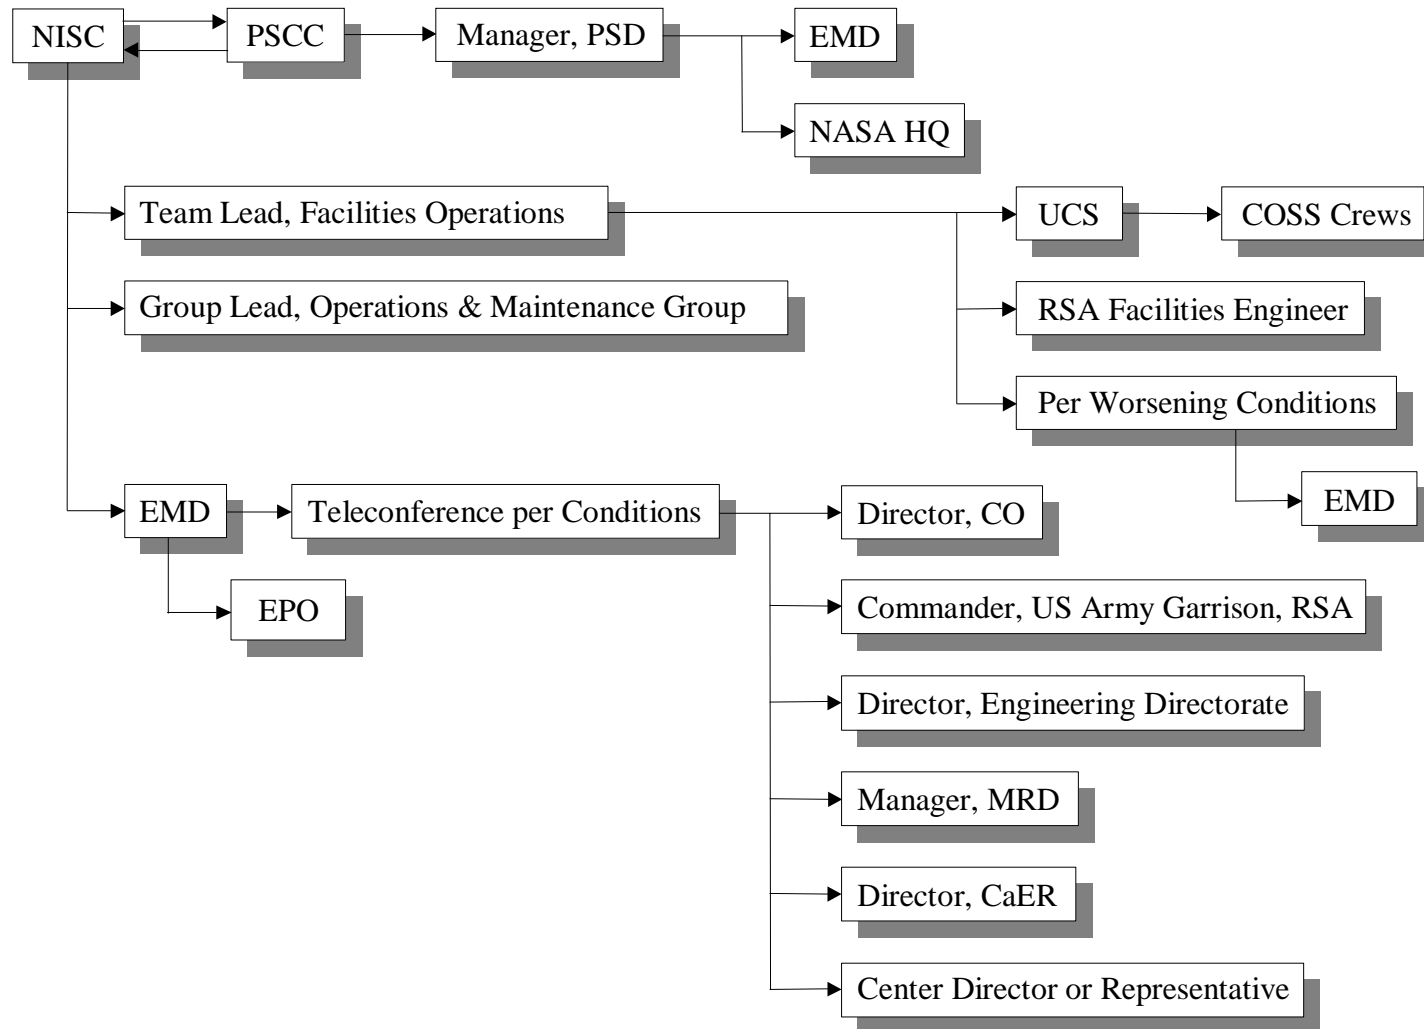 NISC
PSCC
Manager, PSD
EMD
NASA HQ
Team Lead, Facilities Operations
UCS
COSS Crews
Group Lead, Operations & Maintenance Group
RSA Facilities Engineer
Per Worsening Conditions
EMD
EMD
Teleconference per Conditions
Director, CO
EPO
Commander, US Army Garrison, RSA
Director, Engineering Directorate
Manager, MRD
Director, CaER
Center Director or Representative